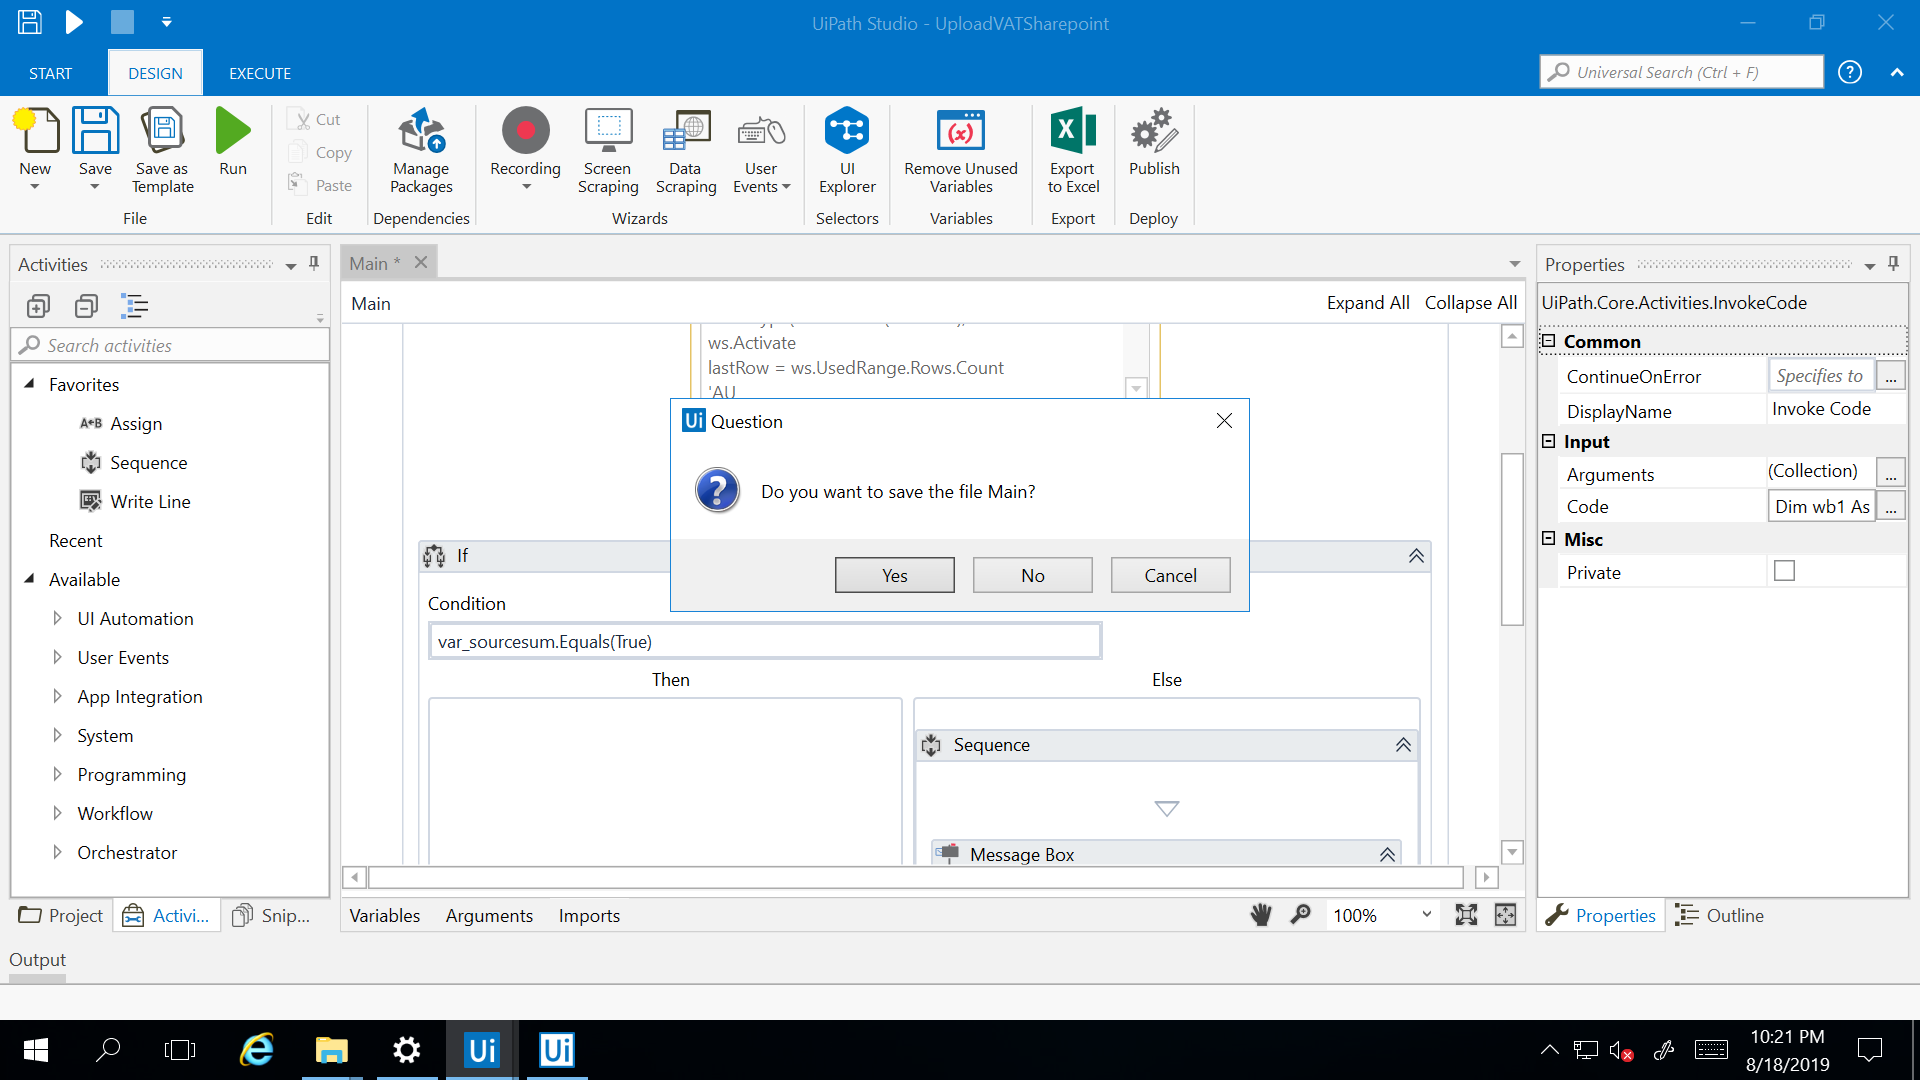 UiPath Studio - UploadVATSharepoint
START
DESIGN
EXECUTE
Universal Search (Ctrl + F)
?
New
Save
Save as
Template
Run
File
Cut
Copy
Paste
Edit
Manage
Packages
Dependencies
Recording
Screen
Scraping
Data
Scraping
User
Events
Wizards
UI
Explorer
Selectors
Remove Unused
Variables
Variables
Export
to Excel
Export
Publish
Deploy
Activities
Search activities
Favorites
Assign
Sequence
Write Line
Recent
Available
UI Automation
User Events
App Integration
System
Programming
Workflow
Orchestrator
Project
Activi...
Snip...
Main *
Main
Expand All
Collapse All
ws.Activate
lastRow = ws.UsedRange.Rows.Count
'AU
Ui Question
Do you want to save the file Main?
Yes
No
Cancel
If
Condition
var_sourcesum.Equals(True)
Then
Else
Sequence
Message Box
Variables
Arguments
Imports
100%
Properties
UiPath.Core.Activities.InvokeCode
Common
ContinueOnError
Specifies to
...
DisplayName
Invoke Code
Input
Arguments
(Collection)
...
Code
Dim wb1 As
...
Misc
Private
Properties
Outline
Output
Ui
Ui
10:21 PM
8/18/2019